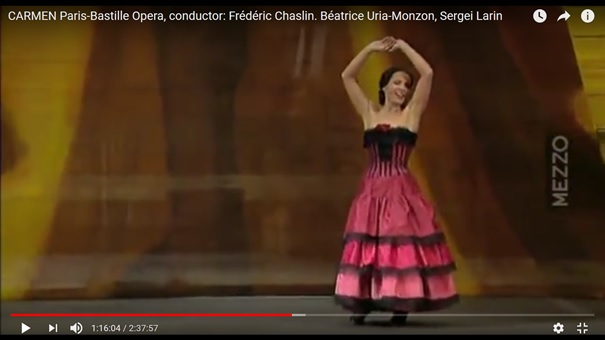 CARMEN Paris-Bastille Opera, conductor: Frédéric Chaslin. Béatrice Uria-Monzon, Sergei Larin
MEZZO
1:16:04 / 2:37:57